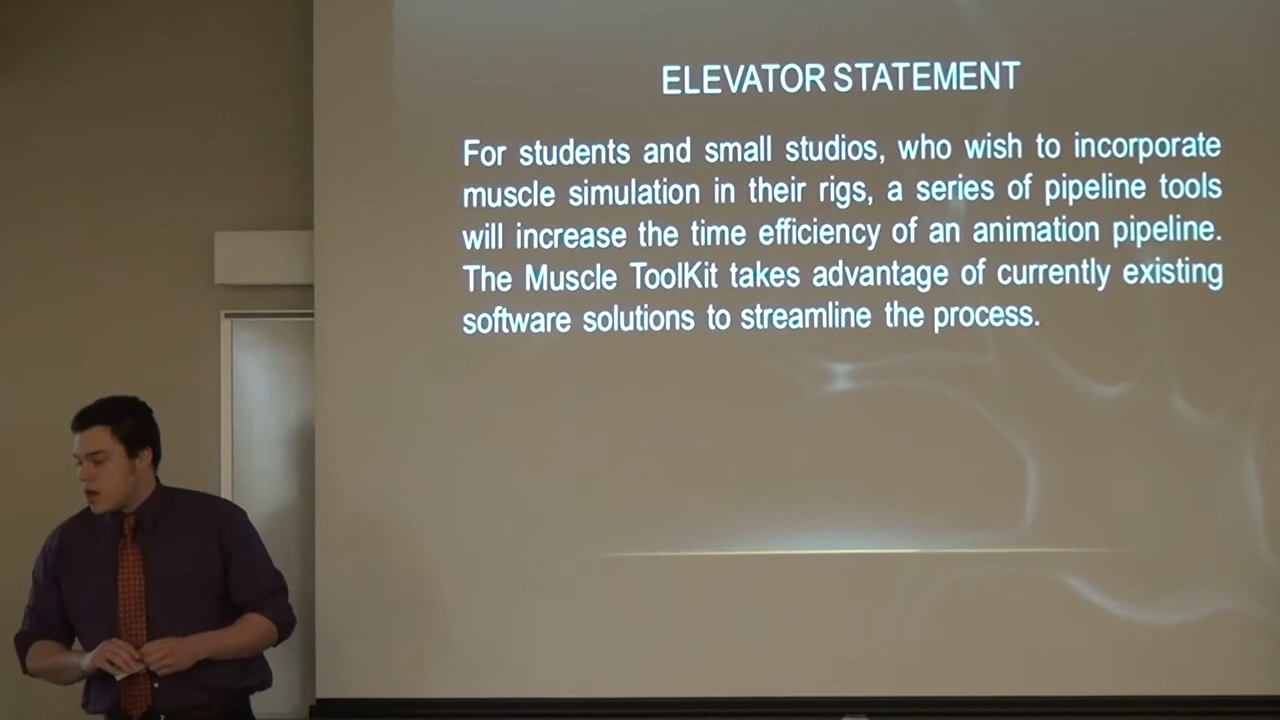 ELEVATOR STATEMENT
For students and small studios, who wish to incorporate
muscle simulation in their rigs, a series of pipeline tools
will increase the time efficiency of an animation pipeline.
The Muscle ToolKit takes advantage of currently existing
software solutions to streamline the process.